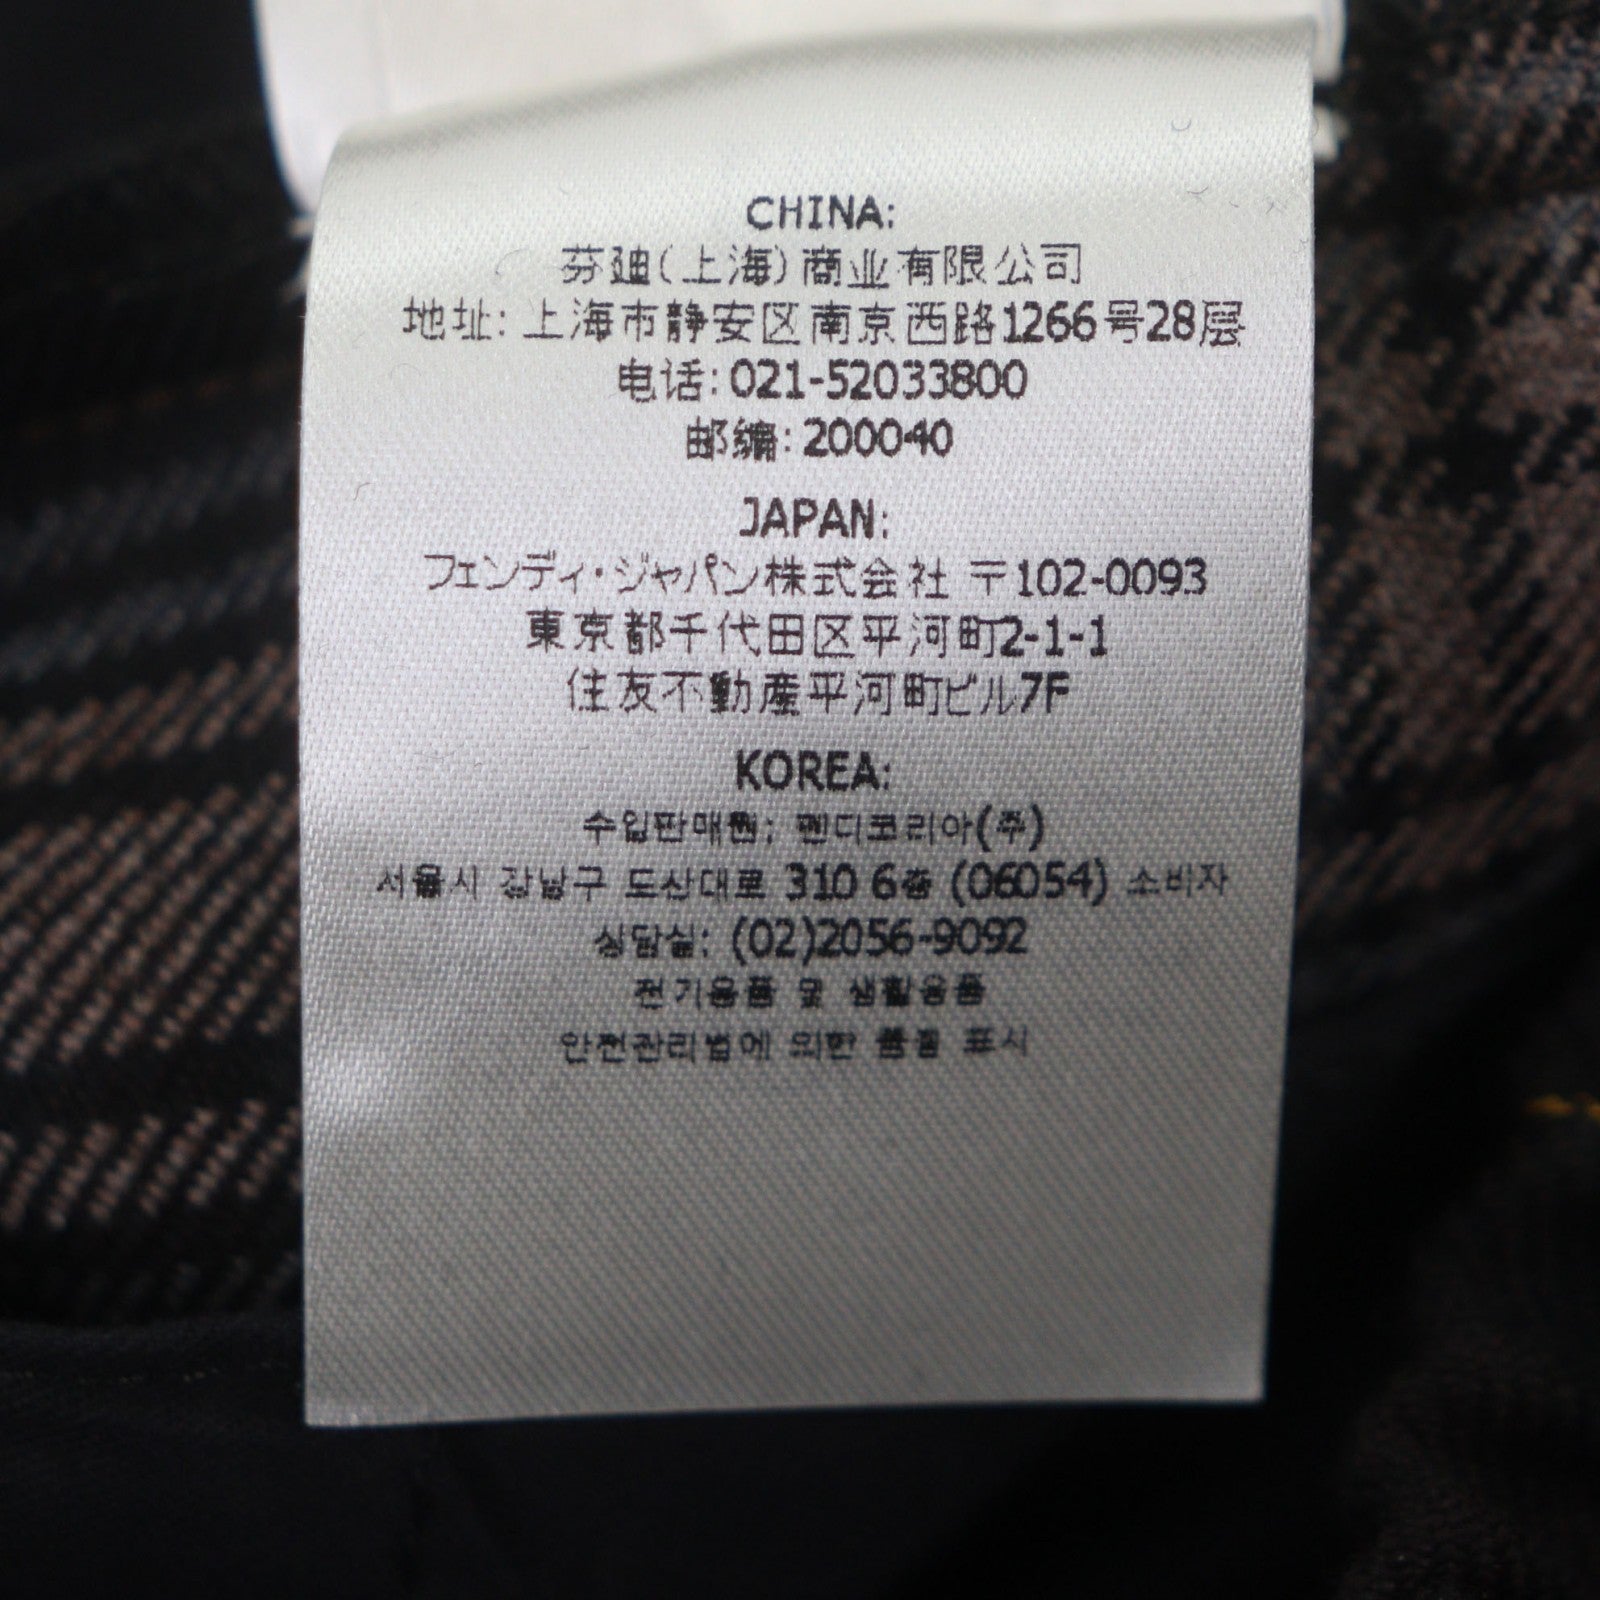 CHINA:
芬迪(上海)商业有限公司
地址: 上海市静安区南京西路1266号28层
电话: 021-52033800
邮编: 200040
JAPAN:
フェンディ・ジャパン株式会社 〒102-0093
東京都千代田区平河町2-1-1
住友不動産平河町ビル7F
KOREA:
수입판매원: 펜디코리아(주)
서울시 강남구 도산대로 310 6층 (06054) 소비자
상담실: (02)2056-9092
전기용품 및 생활용품
안전관리법에 의한 품질 표시